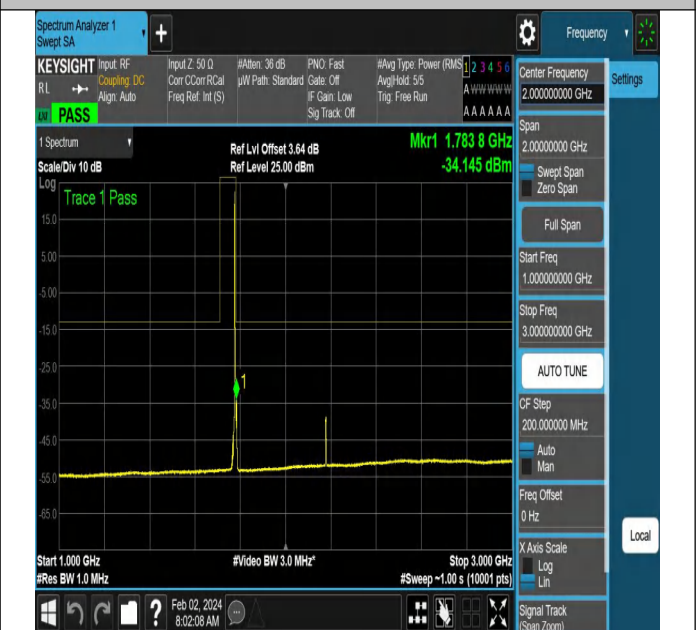 Spectrum Analyzer 1
Swept SA
Frequency
KEYSIGHT
RL
LXI PASS
Input: RF
Coupling: DC
Align: Auto
Input Z: 50 Ω
Corr CCorr RCal
Freq Ref: Int (S)
#Atten: 36 dB
µW Path: Standard
PNO: Fast
Gate: Off
IF Gain: Low
Sig Track: Off
#Avg Type: Power (RMS
Avg|Hold: 5/5
Trig: Free Run
1 2 3 4 5 6
A W W W W W
A A A A A A
1 Spectrum
Scale/Div 10 dB
Ref Lvl Offset 3.64 dB
Ref Level 25.00 dBm
Mkr1 1.783 8 GHz
-34.145 dBm
Log
Trace 1 Pass
15.0
5.00
-5.00
-15.0
-25.0
-35.0
-45.0
-55.0
-65.0
1
Start 1.000 GHz
#Res BW 1.0 MHz
#Video BW 3.0 MHz*
Stop 3.000 GHz
#Sweep ~1.00 s (10001 pts)
Feb 02, 2024
8:02:08 AM
Center Frequency
2.000000000 GHz
Settings
Span
2.00000000 GHz
Swept Span
Zero Span
Full Span
Start Freq
1.000000000 GHz
Stop Freq
3.000000000 GHz
AUTO TUNE
CF Step
200.000000 MHz
Auto
Man
Freq Offset
0 Hz
X Axis Scale
Log
Lin
Local
Signal Track
(Span Zoom)